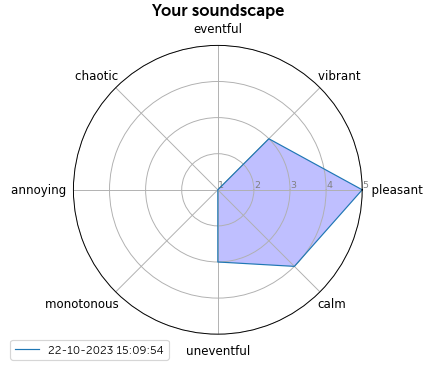 Your soundscape
eventful
chaotic
vibrant
annoying
1 2 3 4 5
pleasant
monotonous
calm
uneventful
22-10-2023 15:09:54